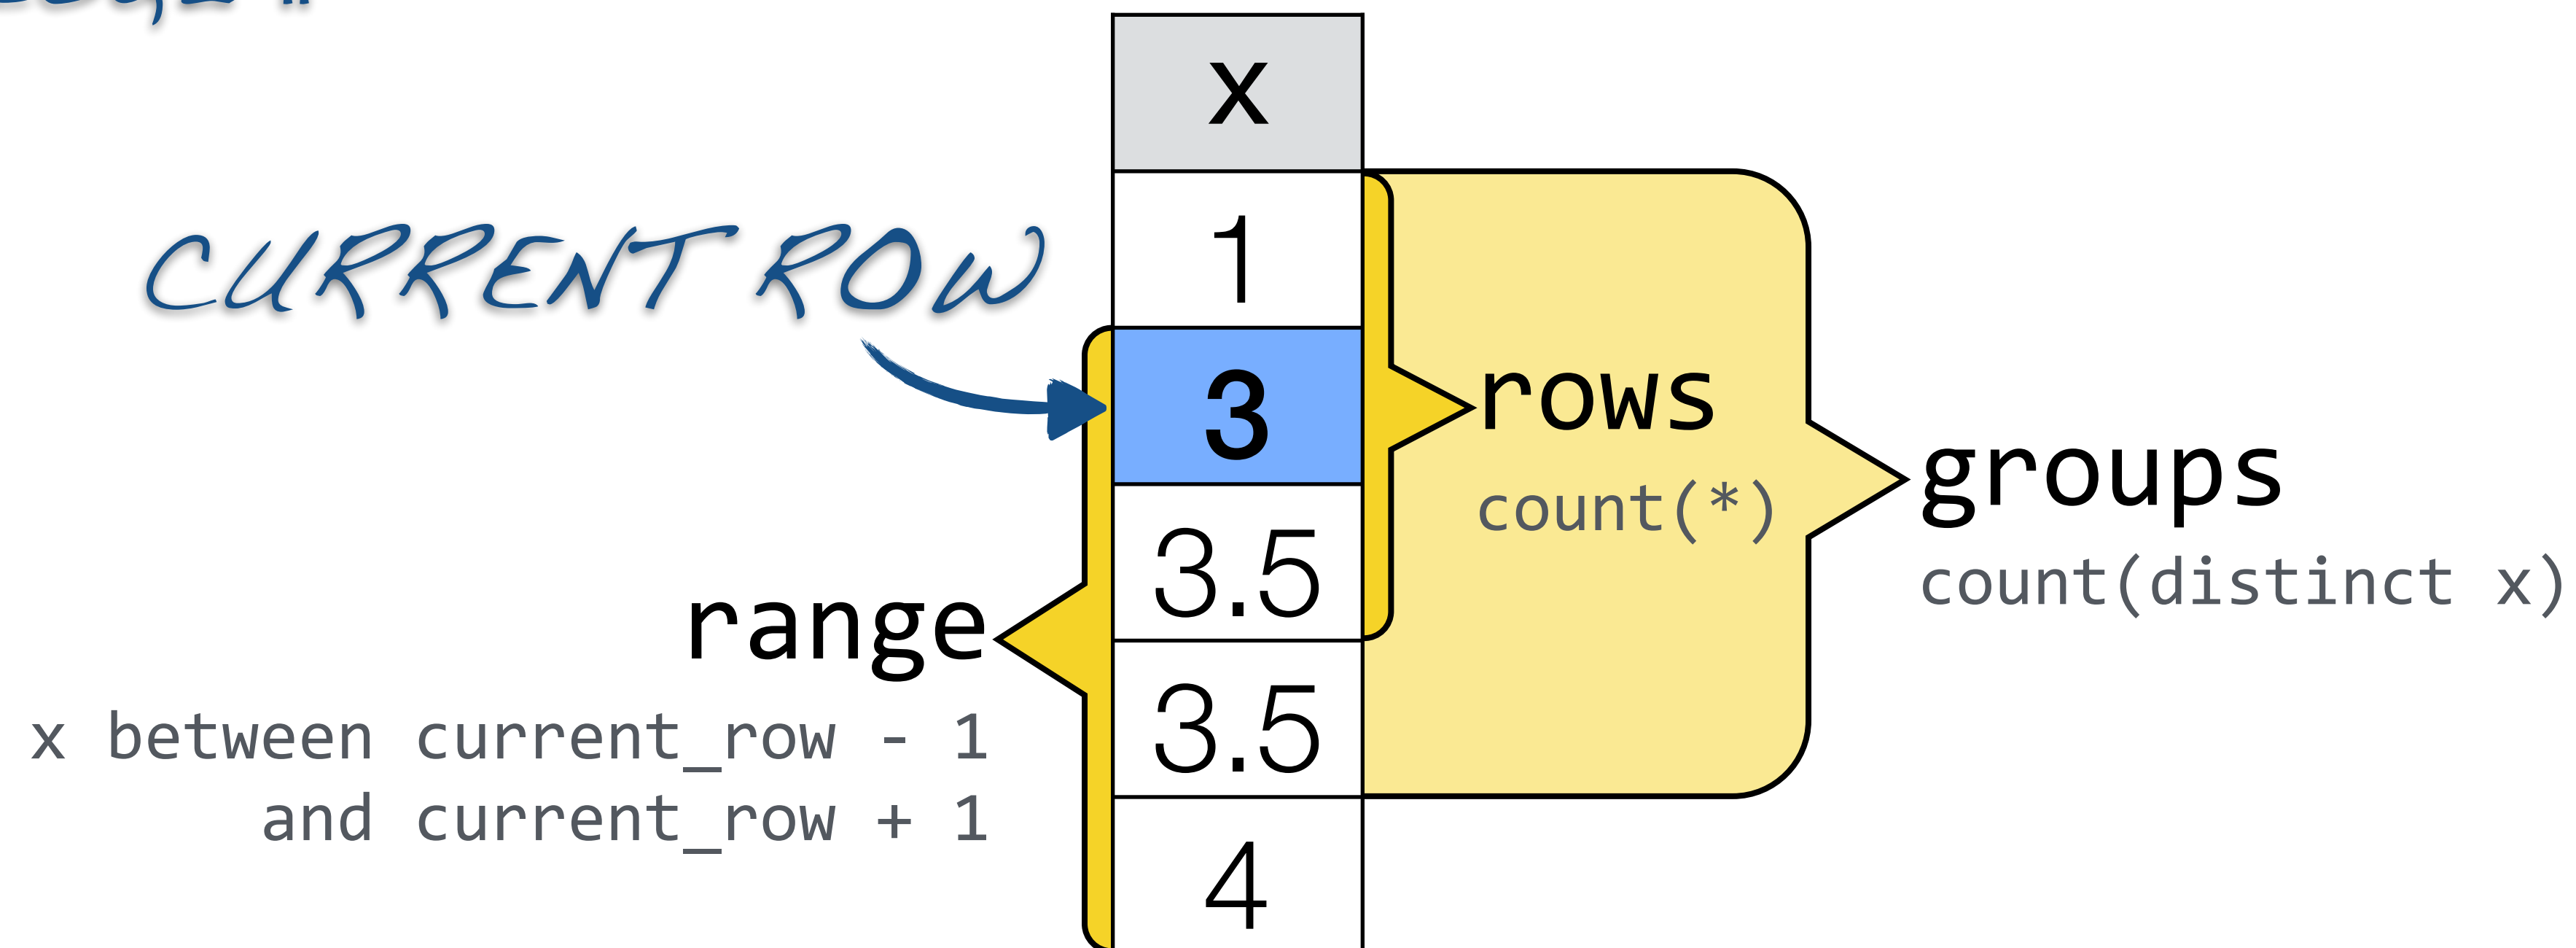 x
CURRENT ROW
1
3
rows
count(*)
groups
count(distinct x)
3.5
range
x between current_row - 1
and current_row + 1
3.5
4